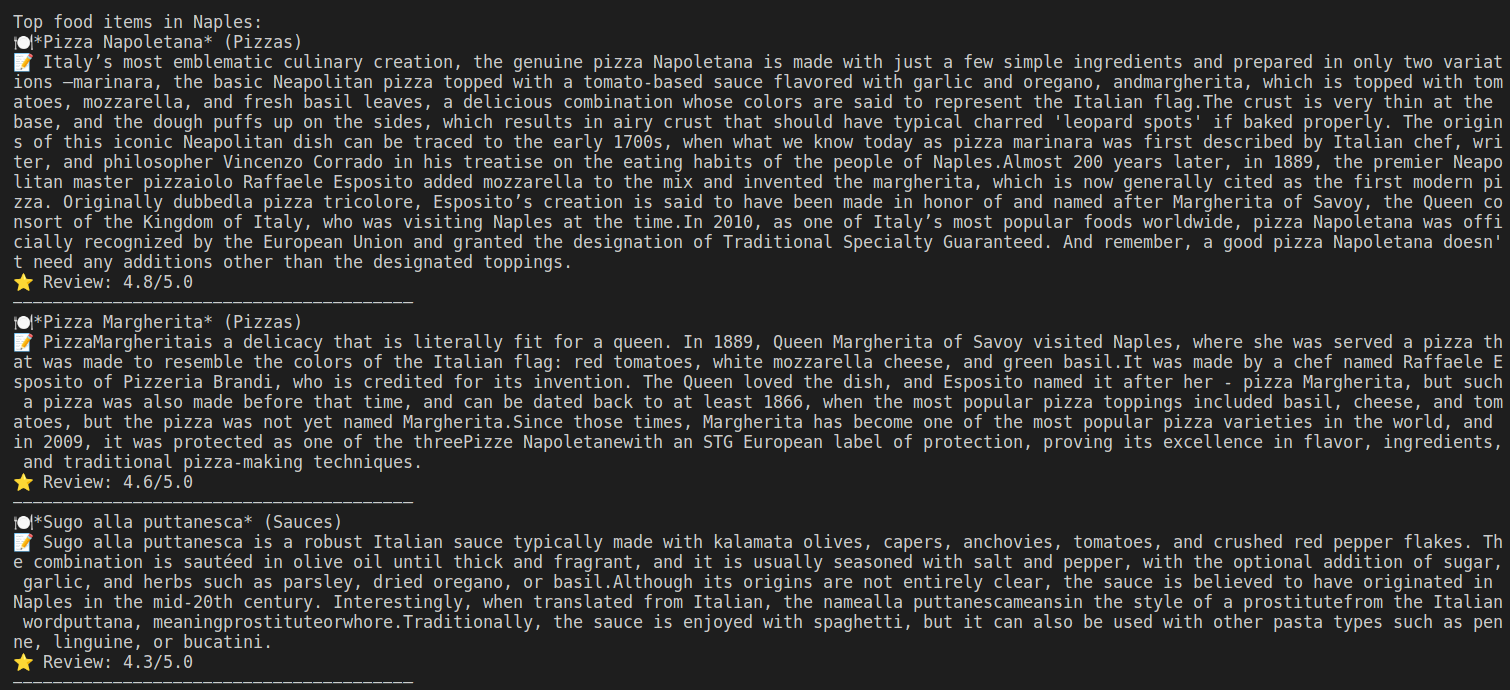 Top food items in Naples:
🍽️*Pizza Napoletana* (Pizzas)
📝 Italy’s most emblematic culinary creation, the genuine pizza Napoletana is made with just a few simple ingredients and prepared in only two variat
ions —marinara, the basic Neapolitan pizza topped with a tomato-based sauce flavored with garlic and oregano, andmargherita, which is topped with tom
atoes, mozzarella, and fresh basil leaves, a delicious combination whose colors are said to represent the Italian flag.The crust is very thin at the
base, and the dough puffs up on the sides, which results in airy crust that should have typical charred 'leopard spots' if baked properly. The origin
s of this iconic Neapolitan dish can be traced to the early 1700s, when what we know today as pizza marinara was first described by Italian chef, wri
ter, and philosopher Vincenzo Corrado in his treatise on the eating habits of the people of Naples.Almost 200 years later, in 1889, the premier Neapo
litan master pizzaiolo Raffaele Esposito added mozzarella to the mix and invented the margherita, which is now generally cited as the first modern pi
zza. Originally dubbedla pizza tricolore, Esposito’s creation is said to have been made in honor of and named after Margherita of Savoy, the Queen co
nsort of the Kingdom of Italy, who was visiting Naples at the time.In 2010, as one of Italy’s most popular foods worldwide, pizza Napoletana was offi
cially recognized by the European Union and granted the designation of Traditional Specialty Guaranteed. And remember, a good pizza Napoletana doesn'
t need any additions other than the designated toppings.
⭐ Review: 4.8/5.0
————————————————————————————————————————
🍽️*Pizza Margherita* (Pizzas)
📝 PizzaMargheritais a delicacy that is literally fit for a queen. In 1889, Queen Margherita of Savoy visited Naples, where she was served a pizza th
at was made to resemble the colors of the Italian flag: red tomatoes, white mozzarella cheese, and green basil.It was made by a chef named Raffaele E
sposito of Pizzeria Brandi, who is credited for its invention. The Queen loved the dish, and Esposito named it after her - pizza Margherita, but such
a pizza was also made before that time, and can be dated back to at least 1866, when the most popular pizza toppings included basil, cheese, and tom
atoes, but the pizza was not yet named Margherita.Since those times, Margherita has become one of the most popular pizza varieties in the world, and
in 2009, it was protected as one of the threePizze Napoletanewith an STG European label of protection, proving its excellence in flavor, ingredients,
and traditional pizza-making techniques.
⭐ Review: 4.6/5.0
————————————————————————————————————————
🍽️*Sugo alla puttanesca* (Sauces)
📝 Sugo alla puttanesca is a robust Italian sauce typically made with kalamata olives, capers, anchovies, tomatoes, and crushed red pepper flakes. Th
e combination is sautéed in olive oil until thick and fragrant, and it is usually seasoned with salt and pepper, with the optional addition of sugar,
garlic, and herbs such as parsley, dried oregano, or basil.Although its origins are not entirely clear, the sauce is believed to have originated in
Naples in the mid-20th century. Interestingly, when translated from Italian, the namealla puttanescameansin the style of a prostitutefrom the Italian
wordputtana, meaningprostituteorwhore.Traditionally, the sauce is enjoyed with spaghetti, but it can also be used with other pasta types such as pen
ne, linguine, or bucatini.
⭐ Review: 4.3/5.0
————————————————————————————————————————